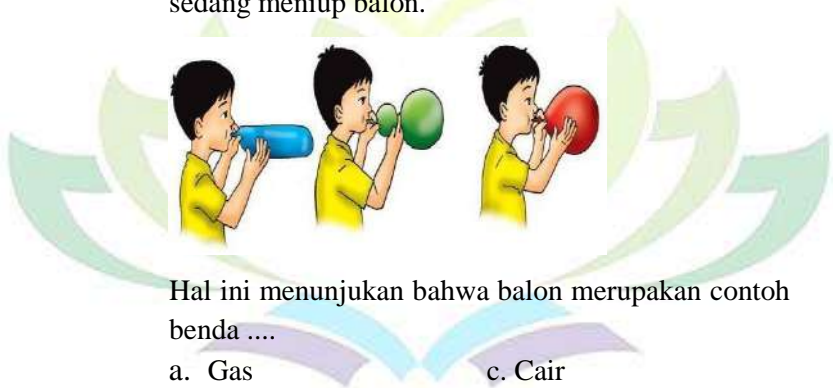 sedang meniup balon.
Hal ini menunjukan bahwa balon merupakan contoh
benda ....
a. Gas c. Cair